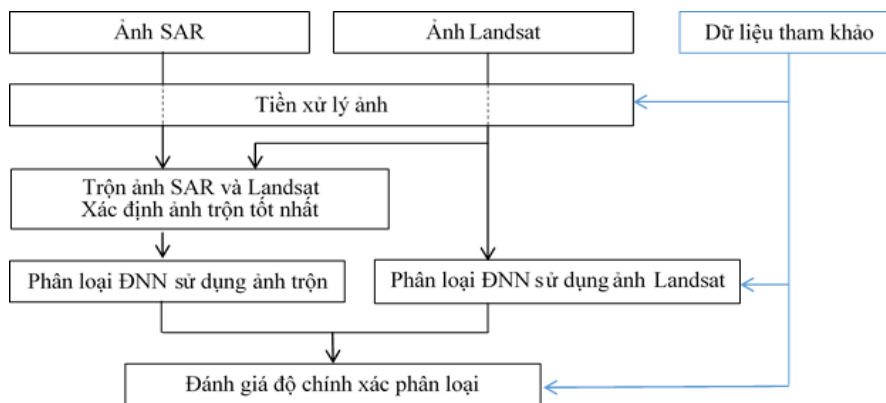 Ảnh SAR
Ảnh Landsat
Dữ liệu tham khảo
Tiền xử lý ảnh
Trộn ảnh SAR và Landsat
Xác định ảnh trộn tốt nhất
Phân loại ĐNN sử dụng ảnh trộn
Phân loại ĐNN sử dụng ảnh Landsat
Đánh giá độ chính xác phân loại